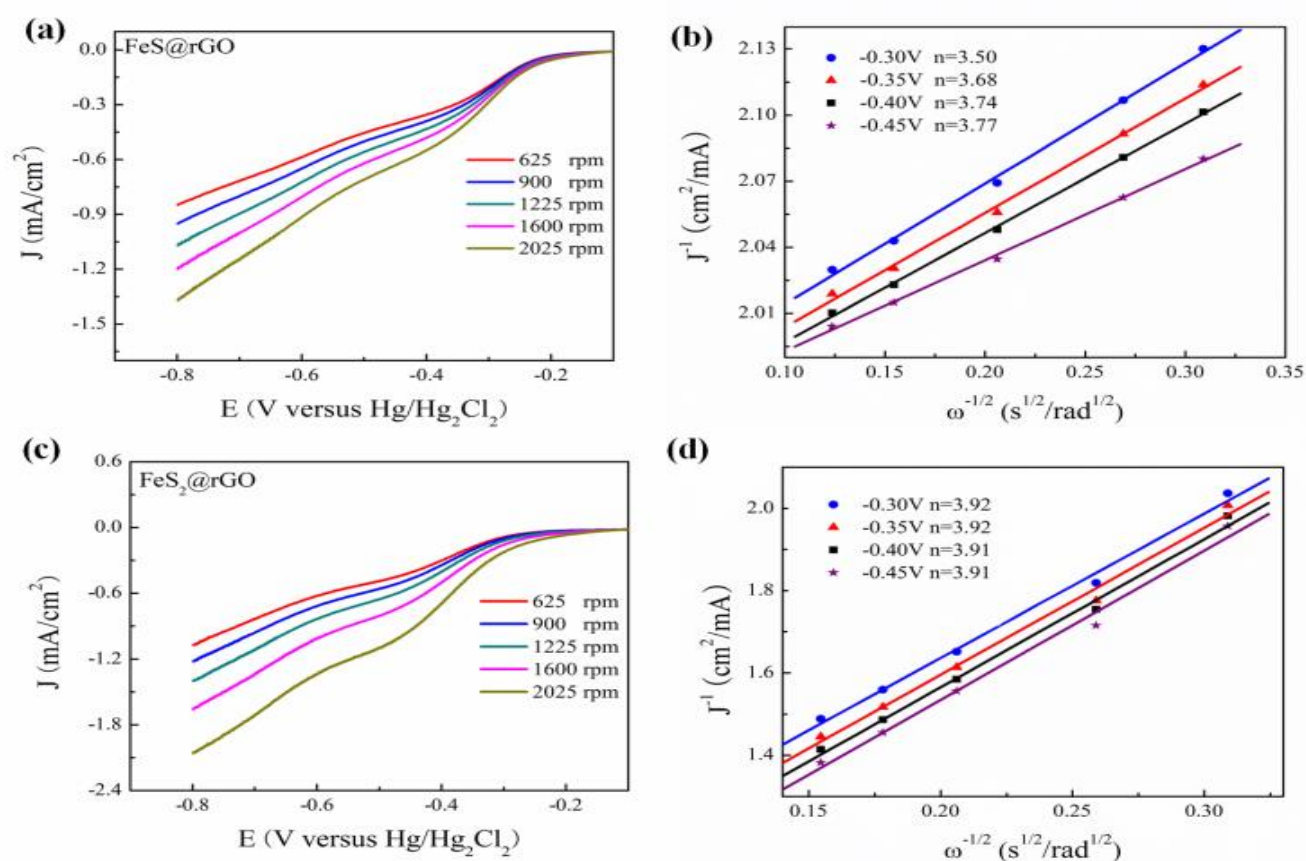 (a)
FeS@rGO
0.0
-0.3
-0.6
-0.9
-1.2
-1.5
J (mA/cm²)
625 rpm
900 rpm
1225 rpm
1600 rpm
2025 rpm
-0.8
-0.6
-0.4
-0.2
E (V versus Hg/Hg₂Cl₂)
(b)
2.13
2.10
2.07
2.04
2.01
J⁻¹ (cm²/mA)
-0.30V n=3.50
-0.35V n=3.68
-0.40V n=3.74
-0.45V n=3.77
0.10
0.15
0.20
0.25
0.30
0.35
ω⁻¹/² (s¹/²/rad¹/²)
(c)
FeS₂@rGO
0.6
0.0
-0.6
-1.2
-1.8
-2.4
J (mA/cm²)
625 rpm
900 rpm
1225 rpm
1600 rpm
2025 rpm
-0.8
-0.6
-0.4
-0.2
E (V versus Hg/Hg₂Cl₂)
(d)
2.0
1.8
1.6
1.4
J⁻¹ (cm²/mA)
-0.30V n=3.92
-0.35V n=3.92
-0.40V n=3.91
-0.45V n=3.91
0.15
0.20
0.25
0.30
ω⁻¹/² (s¹/²/rad¹/²)